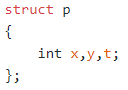 struct p
{
    int x,y,t;
};